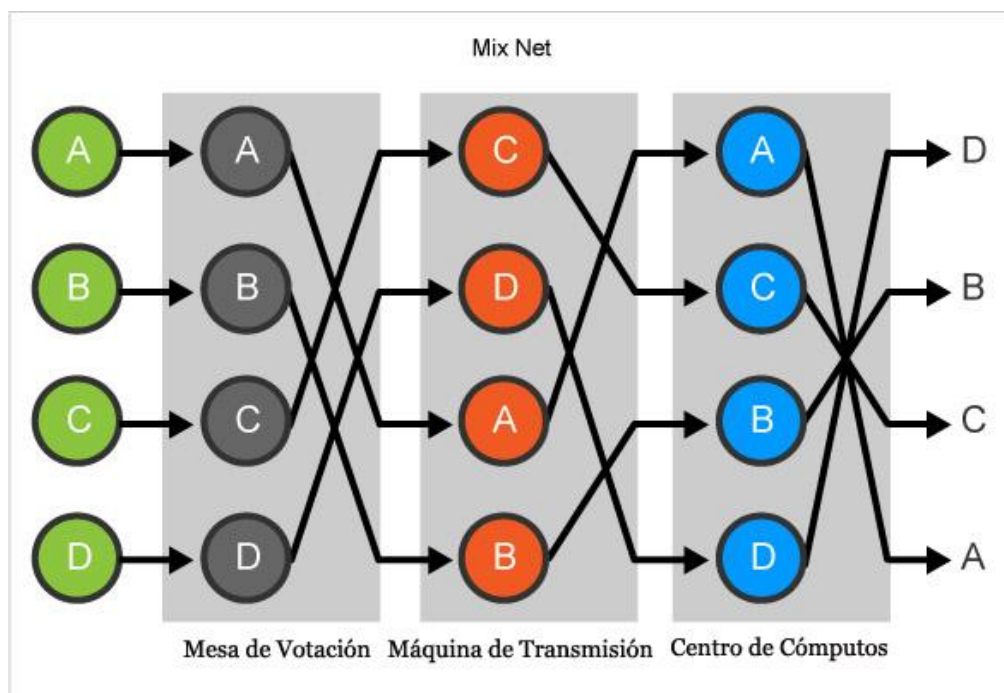 Mix Net
A A C A D
B B D C B
C C A B C
D D B D A
Mesa de Votación Máquina de Transmisión Centro de Cómputos